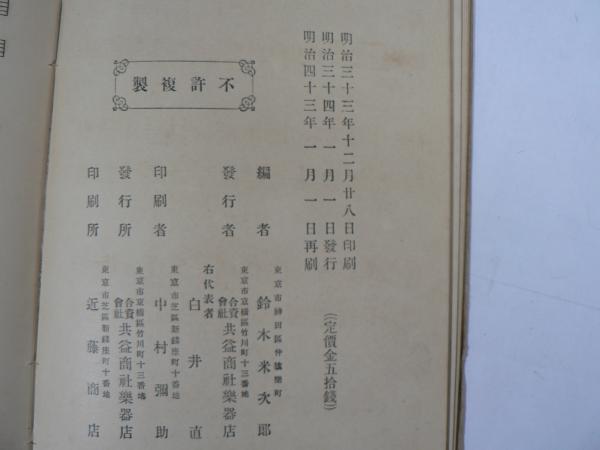 明治三十三年十二月廿八日印刷
明治三十四年一月一日發行
明治四十三年一月一日再刷
（定價金五拾錢）
不許複製
東京市神田區仲猿樂町
編者 鈴木米次郎
東京市京橋區竹川町十三番地
發行者 合資會社共益商社樂器店
右代表者 白井直
東京市芝區新錢座町十番地
印刷者 中村彌助
東京市京橋區竹川町十三番地
發行所 合資會社共益商社樂器店
東京市芝區新錢座町十番地
印刷所 近藤商店